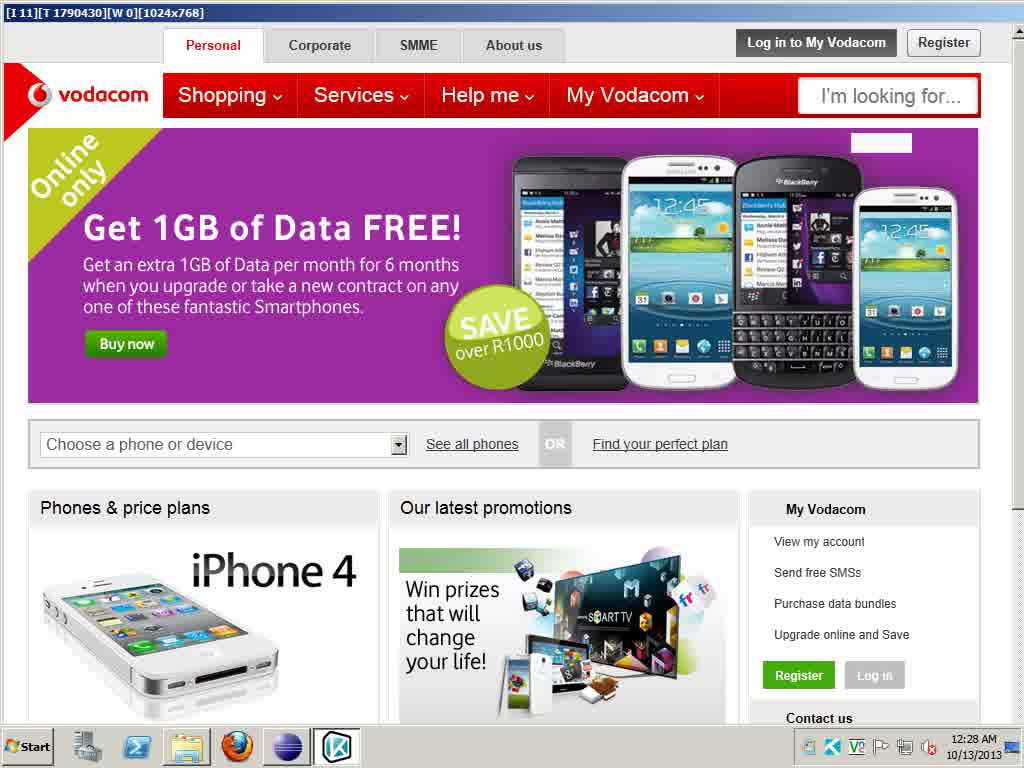 [I 11][T 1790430][W 0][1024x768]
Personal
Corporate
SMME
About us
Log in to My Vodacom
Register
vodacom
Shopping
Services
Help me
My Vodacom
I'm looking for...
Online
only
Get 1GB of Data FREE!
Get an extra 1GB of Data per month for 6 months
when you upgrade or take a new contract on any
one of these fantastic Smartphones.
Buy now
SAVE
over R1000
BlackBerry
12:45
BlackBerry
12:45
Choose a phone or device
See all phones
OR
Find your perfect plan
Phones & price plans
iPhone 4
Our latest promotions
Win prizes
that will
change
your life!
SMART TV
My Vodacom
View my account
Send free SMSs
Purchase data bundles
Upgrade online and Save
Register
Log in
Contact us
Start
12:28 AM
10/13/2013